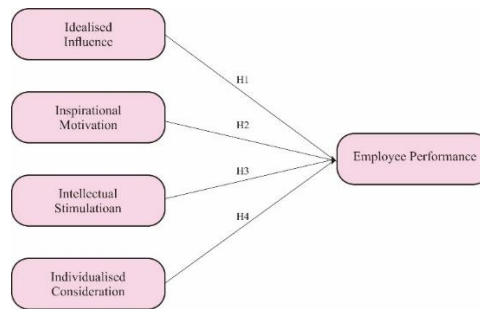 Idealised
Influence
H1
Inspirational
Motivation
H2
Employee Performance
H3
Intellectual
Stimulatioan
H4
Individualised
Consideration